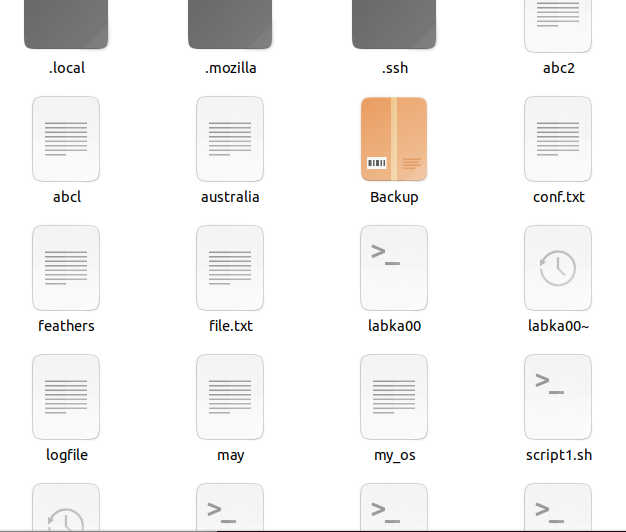 .local
.mozilla
.ssh
abc2
abcl
australia
Backup
conf.txt
feathers
file.txt
labka00
labka00~
logfile
may
my_os
script1.sh